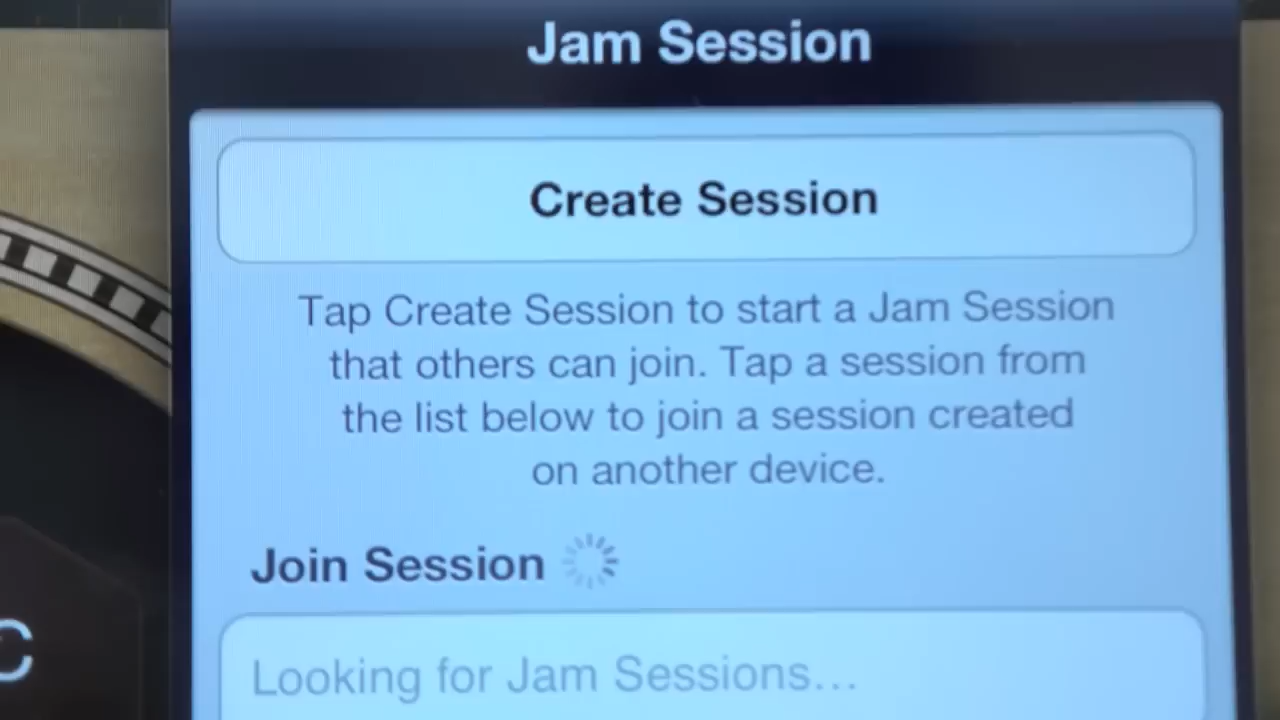 Jam Session
Create Session
Tap Create Session to start a Jam Session
that others can join. Tap a session from
the list below to join a session created
on another device.
Join Session
Looking for Jam Sessions...
C